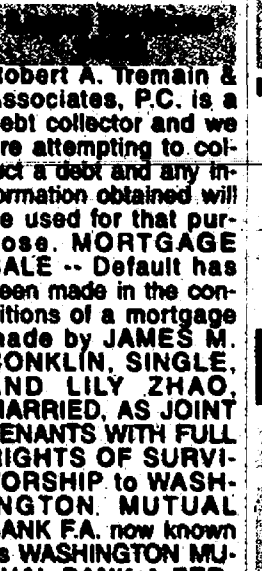 Robert A. Tremain &
Associates, P.C. is a
debt collector and we
are attempting to col-
lect a debt and any in-
formation obtained will
be used for that pur-
pose. MORTGAGE
SALE -- Default has
been made in the con-
ditions of a mortgage
made by JAMES M.
CONKLIN, SINGLE,
AND LILY ZHAO,
MARRIED, AS JOINT
TENANTS WITH FULL
RIGHTS OF SURVI-
VORSHIP to WASH-
INGTON MUTUAL
BANK F.A. now known
as WASHINGTON MU-